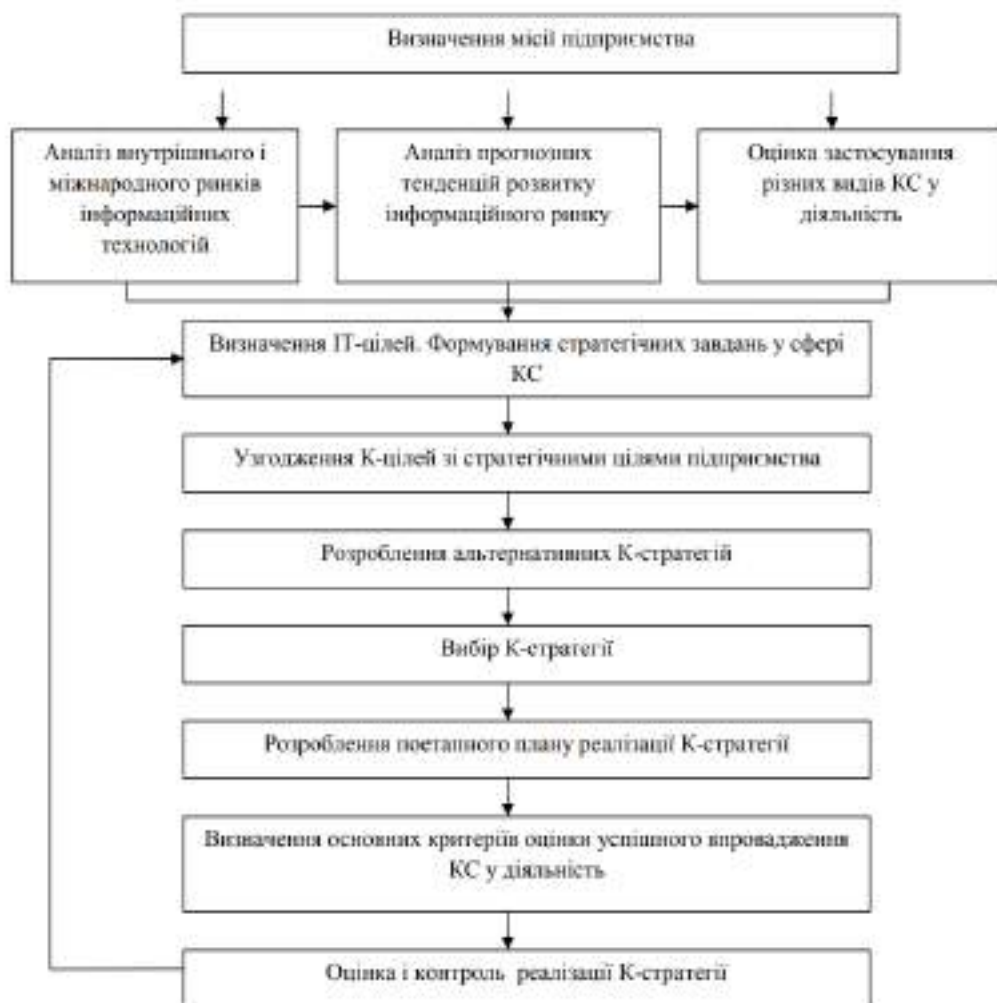 Визначення місії підприємства
Аналіз внутрішнього і
міжнародного ринків
інформаційних
технологій
Аналіз прогнозних
тенденцій розвитку
інформаційного ринку
Оцінка застосування
різних видів КС у
діяльність
Визначення ІТ-цілей. Формування стратегічних завдань у сфері
КС
Узгодження К-цілей зі стратегічними цілями підприємства
Розроблення альтернативних К-стратегій
Вибір К-стратегії
Розроблення поетапного плану реалізації К-стратегії
Визначення основних критеріїв оцінки успішного впровадження
КС у діяльність
Оцінка і контроль реалізації К-стратегії